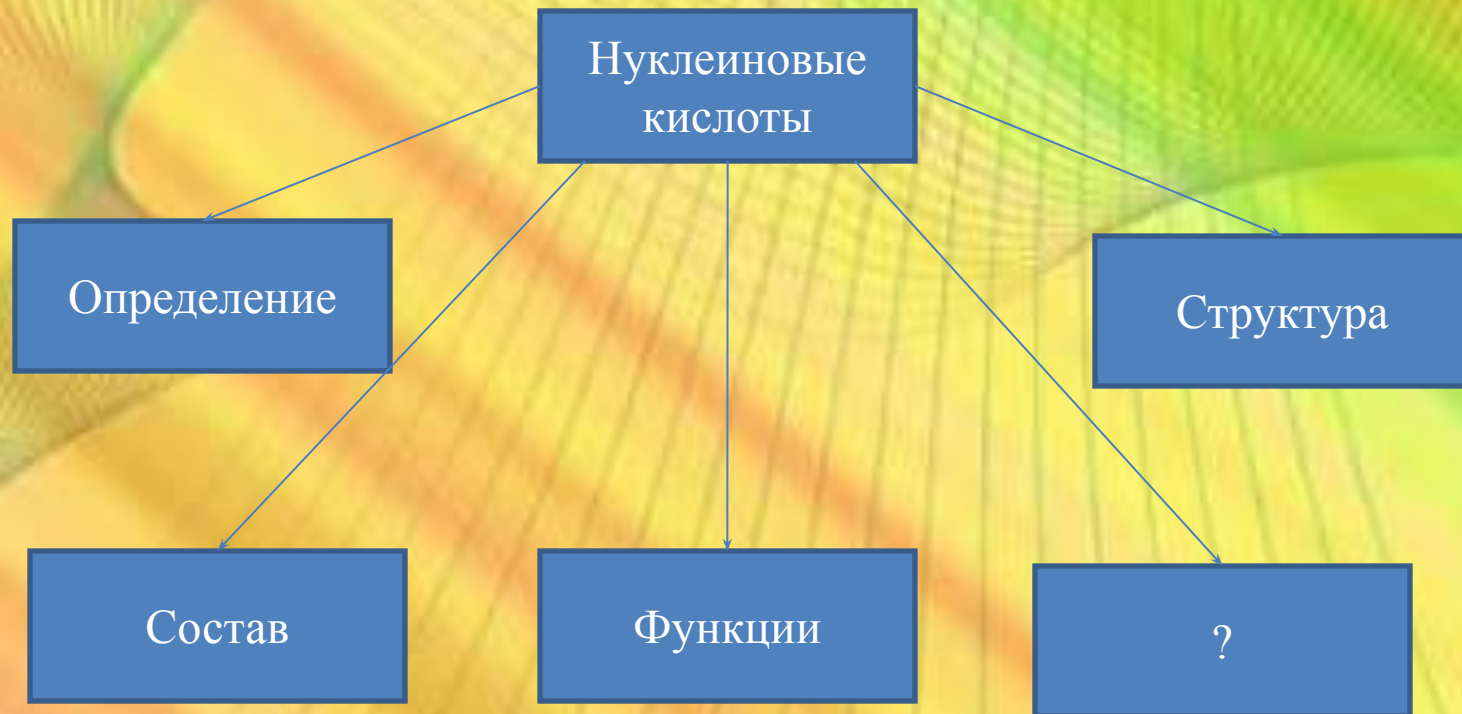 Нуклеиновые
кислоты
Определение
Структура
Состав
Функции
?